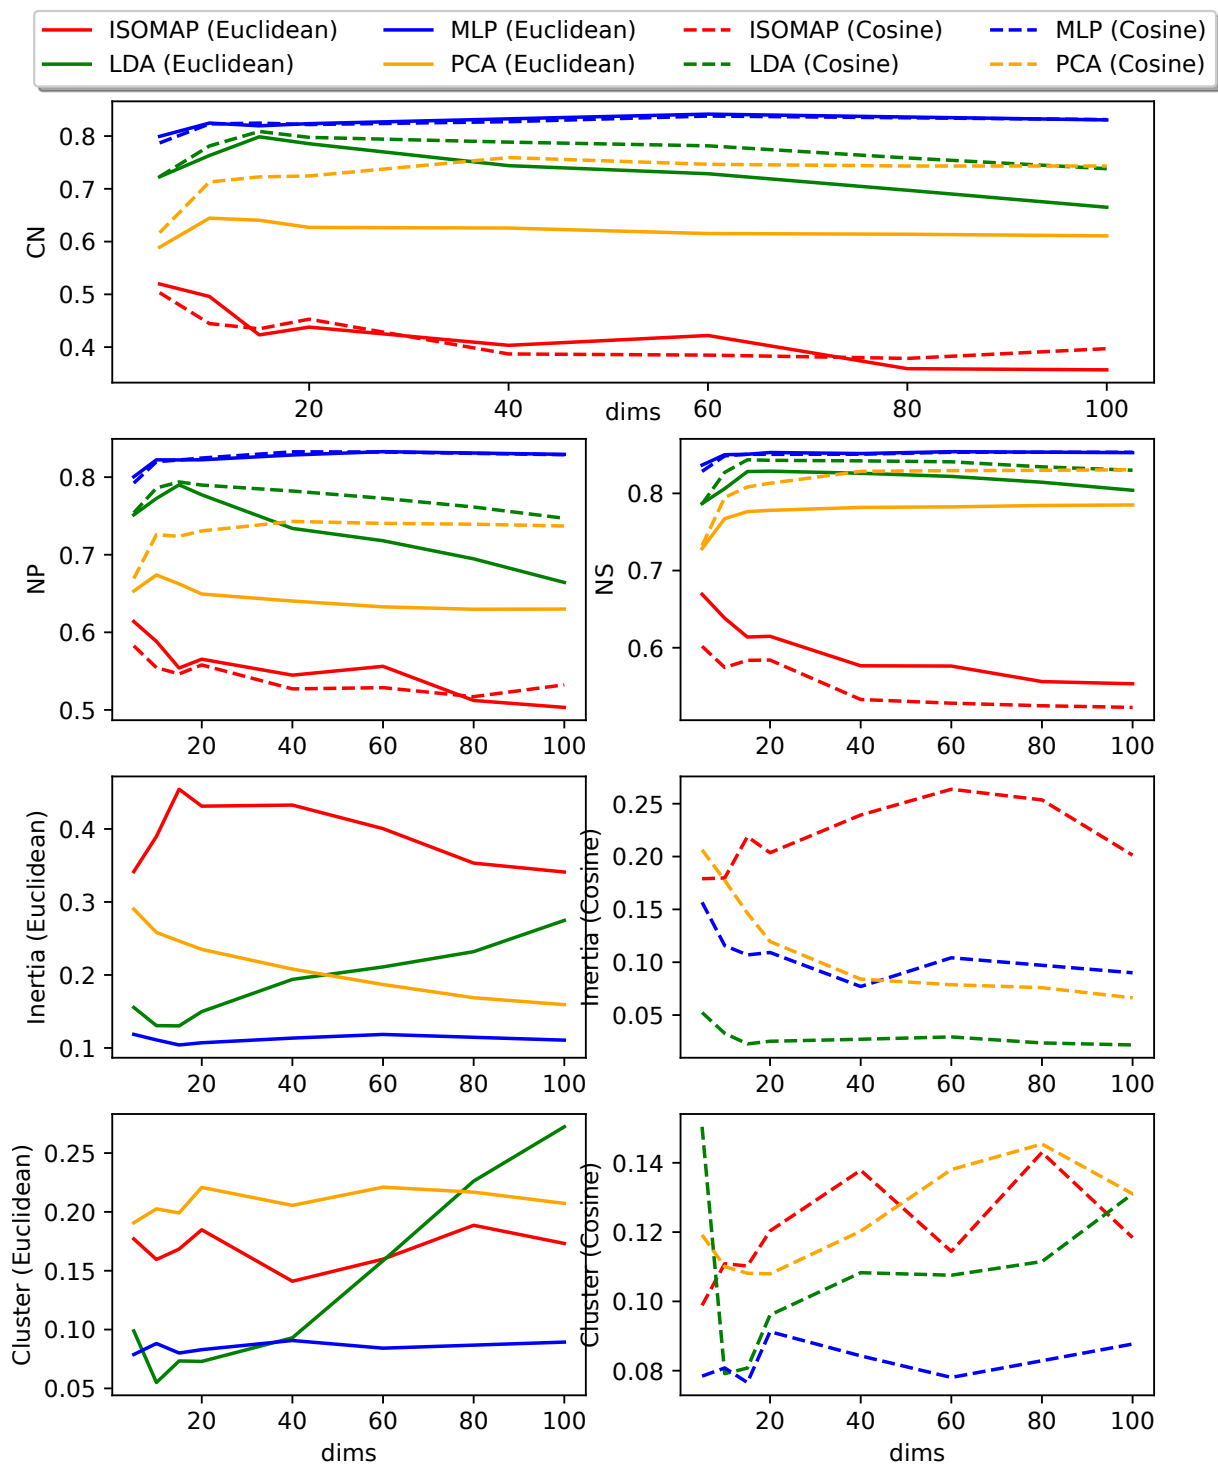 ISOMAP (Euclidean) MLP (Euclidean) ISOMAP (Cosine) MLP (Cosine)
LDA (Euclidean) PCA (Euclidean) LDA (Cosine) PCA (Cosine)
0.8
0.7
0.6
0.5
0.4
CN
20 40 60 80 100
dims
0.8
0.7
0.6
0.5
NP
20 40 60 80 100
0.8
0.7
0.6
NS
20 40 60 80 100
0.4
0.3
0.2
0.1
Inertia (Euclidean)
20 40 60 80 100
0.25
0.20
0.15
0.10
0.05
Inertia (Cosine)
20 40 60 80 100
0.25
0.20
0.15
0.10
0.05
Cluster (Euclidean)
20 40 60 80 100
dims
0.14
0.12
0.10
0.08
Cluster (Cosine)
20 40 60 80 100
dims